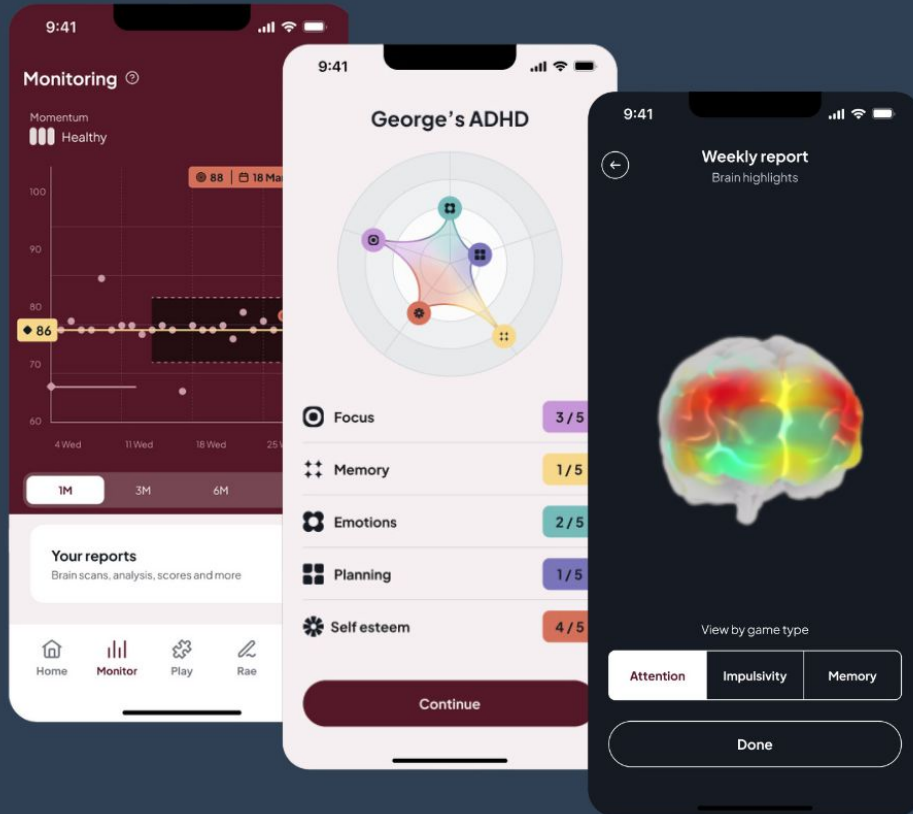 9:41
Monitoring
Momentum
Healthy
88 18 Ma
100
90
80
86
70
60
4 Wed 11 Wed 18 Wed 25
1M 3M 6M
Your reports
Brain scans, analysis, scores and more
Home Monitor Play Rae
9:41
George's ADHD
Focus 3/5
Memory 1/5
Emotions 2/5
Planning 1/5
Self esteem 4/5
Continue
9:41
Weekly report
Brain highlights
View by game type
Attention Impulsivity Memory
Done